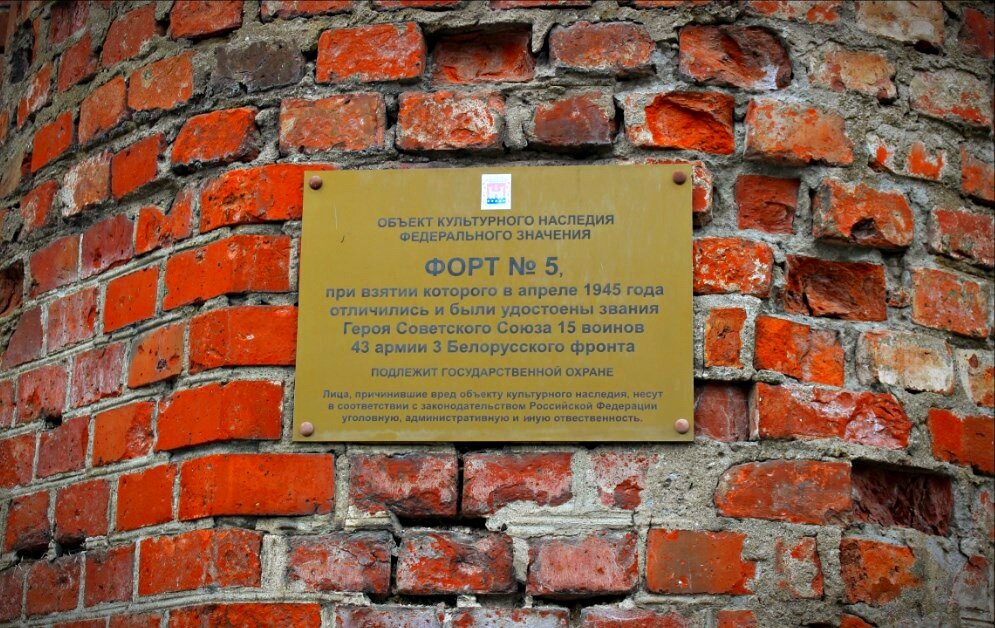 ОБЪЕКТ КУЛЬТУРНОГО НАСЛЕДИЯ
ФЕДЕРАЛЬНОГО ЗНАЧЕНИЯ
ФОРТ № 5,
при взятии которого в апреле 1945 года
отличились и были удостоены звания
Героя Советского Союза 15 воинов
43 армии 3 Белорусского фронта
ПОДЛЕЖИТ ГОСУДАРСТВЕННОЙ ОХРАНЕ
Лица, причинившие вред объекту культурного наследия, несут
в соответствии с законодательством Российской Федерации
уголовную, административную и иную отвественность.